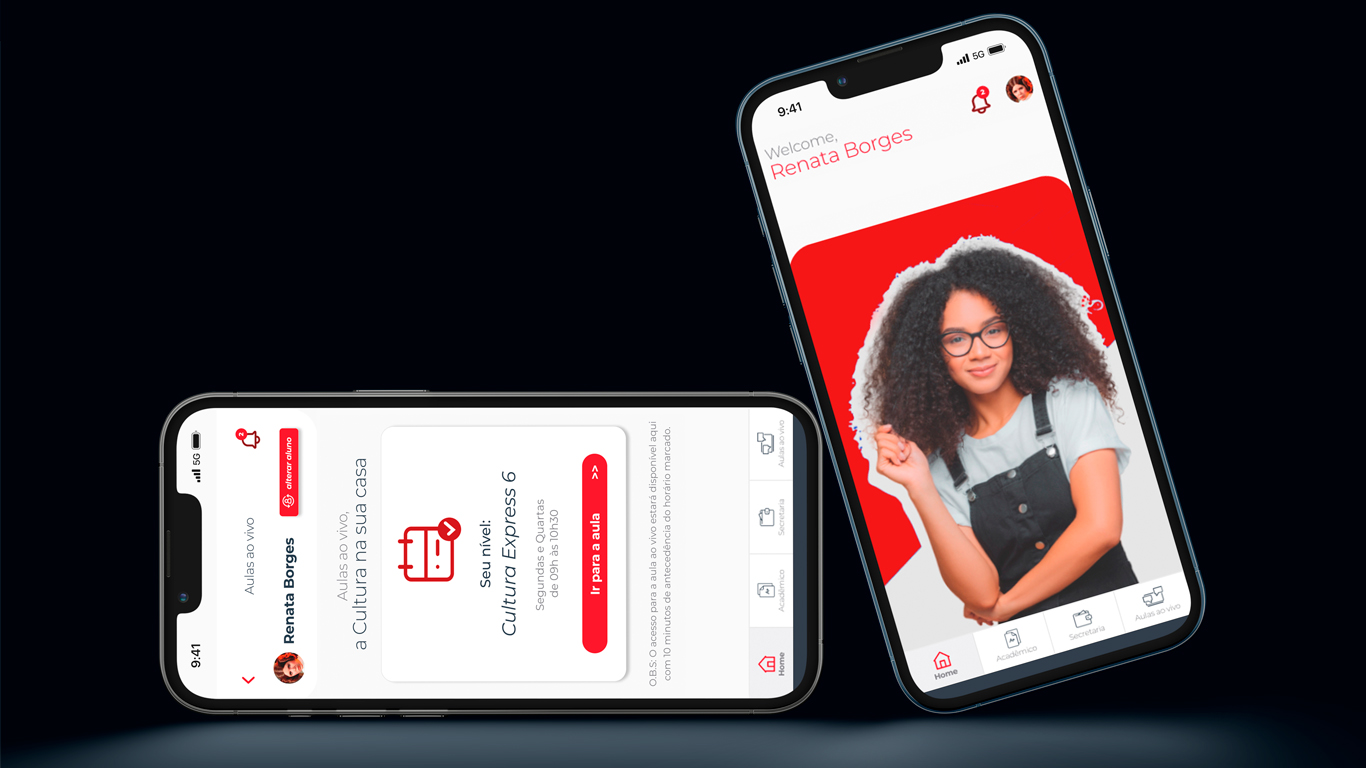 9:41
5G
2
Aulas ao vivo
Renata Borges
alterar aluno
Aulas ao vivo,
a Cultura na sua casa
Seu nível:
Cultura Express 6
Segundas e Quartas
de 09h às 10h30
Ir para a aula >>
O.B.S: O acesso para a aula ao vivo estará disponível aqui
com 10 minutos de antecedência do horário marcado.
Home
Acadêmico
Secretaria
Aulas ao vivo
9:41
5G
2
Welcome,
Renata Borges
Home
Acadêmico
Secretaria
Aulas ao vivo